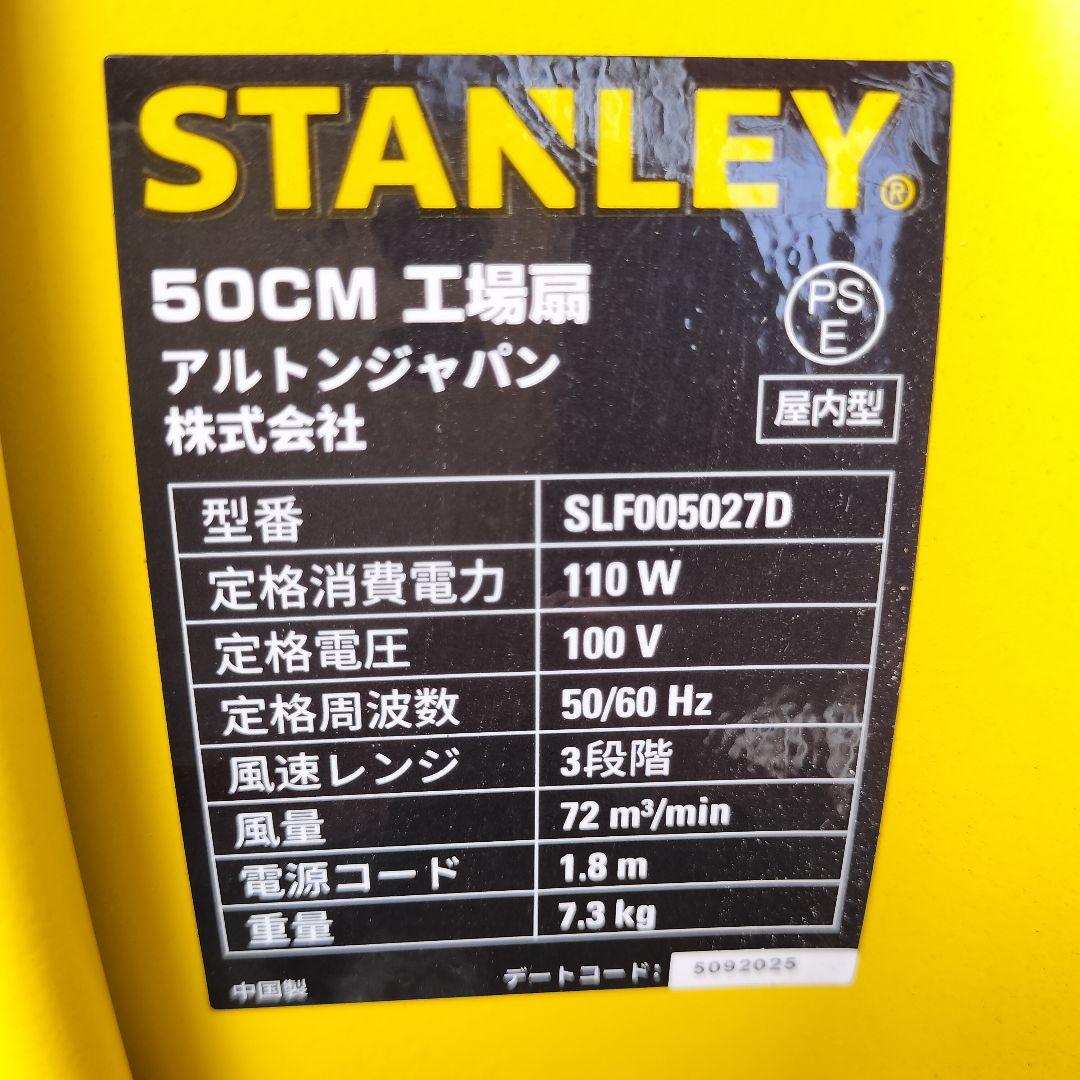 STANLEY®
50CM 工場扇
アルトンジャパン
株式会社
PS
E
屋内型
型番 SLF005027D
定格消費電力 110 W
定格電圧 100 V
定格周波数 50/60 Hz
風速レンジ 3段階
風量 72 m³/min
電源コード 1.8 m
重量 7.3 kg
中国製 デートコード: 5092025